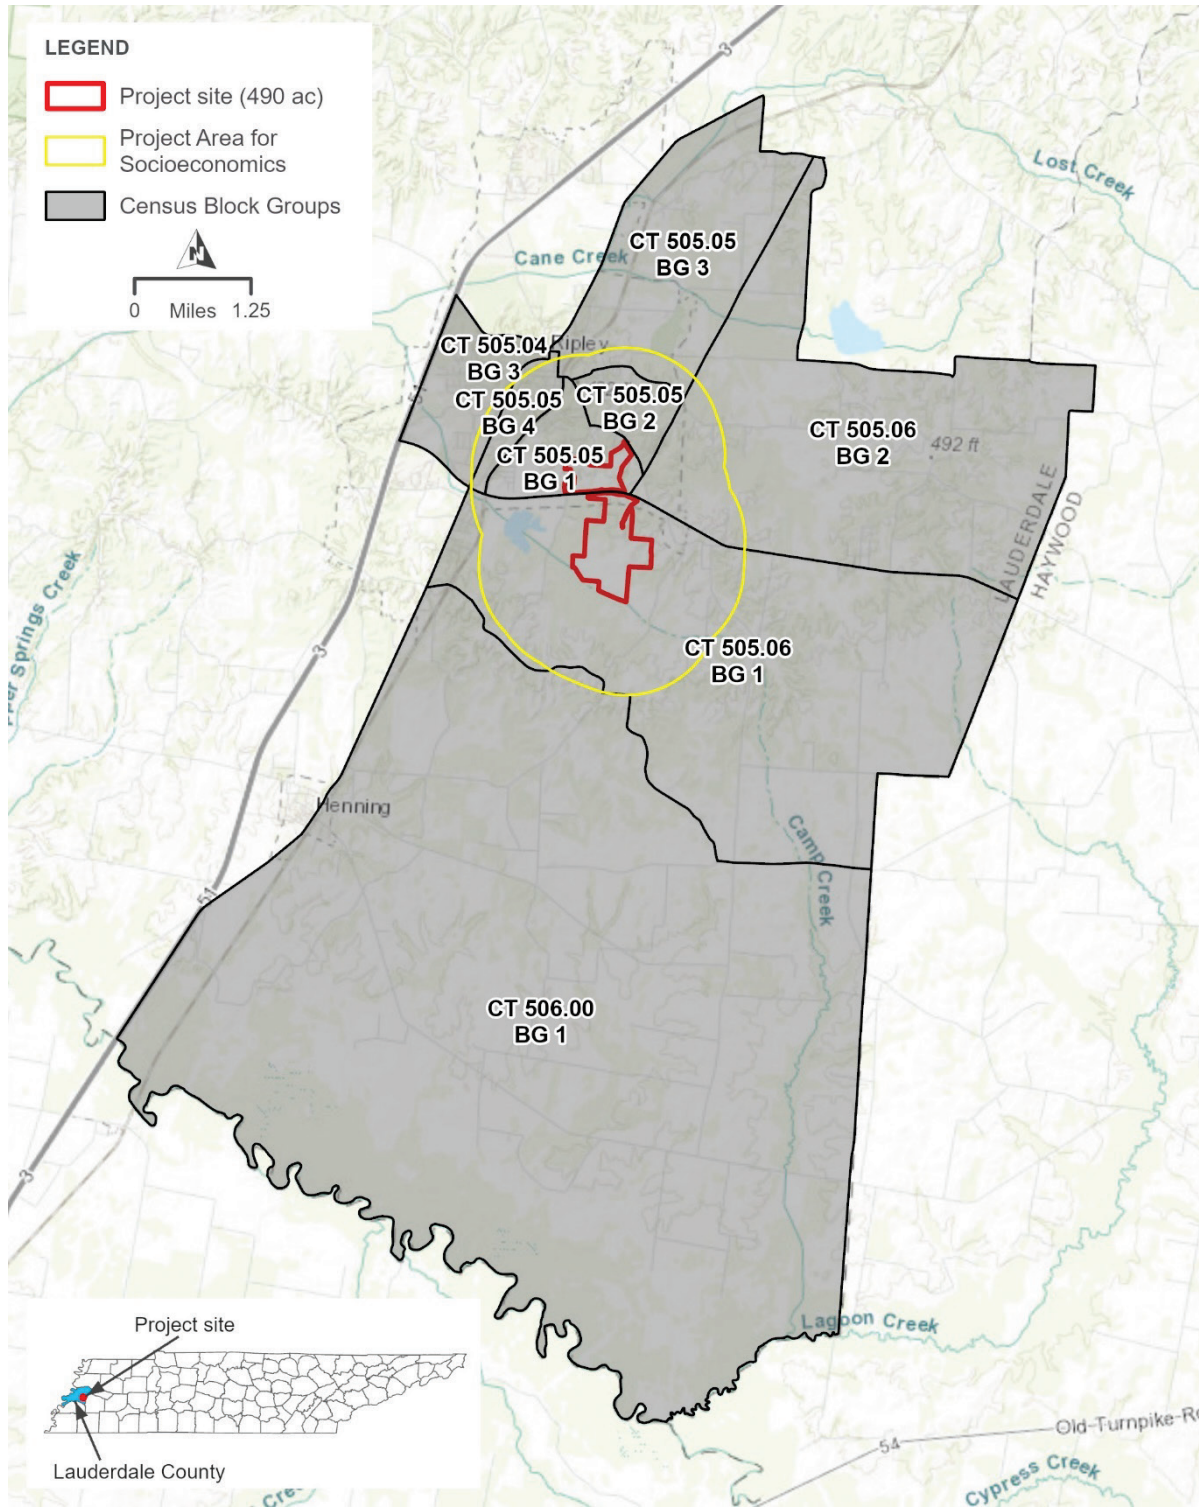 LEGEND
Project site (490 ac)
Project Area for
Socioeconomics
Census Block Groups
N
0 Miles 1.25
3
Lost Creek
CT 505.05
BG 3
Cane Creek
CT 505.04
BG 3
Ripley
51
CT 505.05
BG 4
CT 505.05
BG 2
CT 505.05
BG 1
CT 505.06
BG 2
492 ft
LAUDERDALE
HAYWOOD
Springs Creek
3
CT 505.06
BG 1
Henning
Camp Creek
51
CT 506.00
BG 1
3
Lagoon Creek
Project site
Lauderdale County
54
Old-Turnpike-R
Cypress Creek